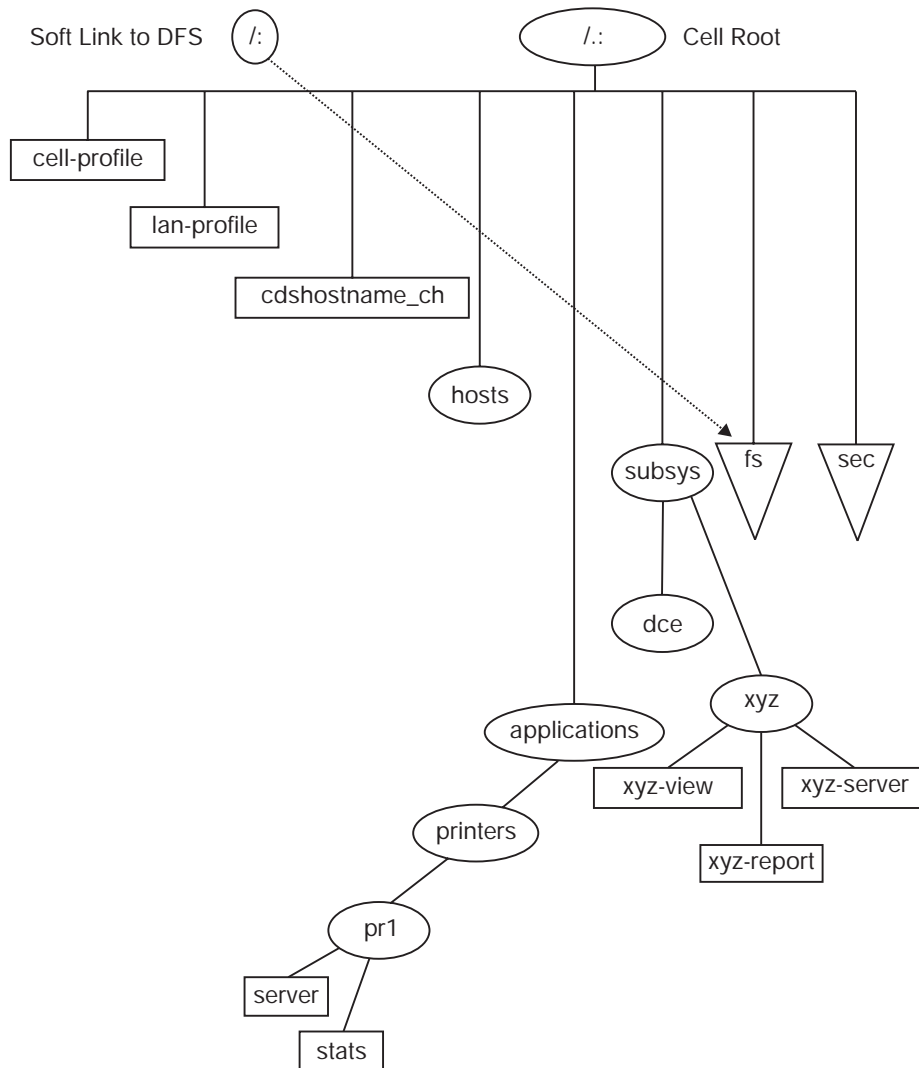 Soft Link to DFS
/:
/.:
Cell Root
cell-profile
lan-profile
cdshostname_ch
hosts
subsys
fs
sec
dce
xyz
applications
xyz-view
xyz-server
printers
xyz-report
pr1
server
stats